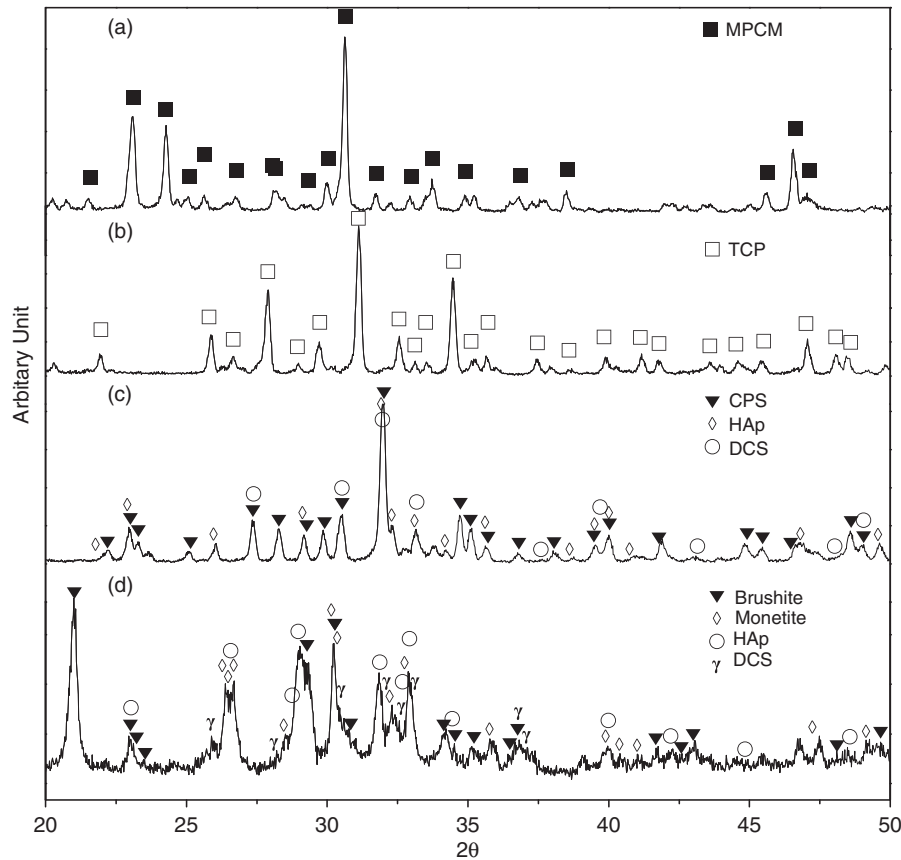 (a)
MPCM
(b)
TCP
(c)
CPS
HAp
DCS
(d)
Brushite
Monetite
HAp
γ DCS
γ
γ
γ
γ
γ
γ
γ
γ
Arbitary Unit
20 25 30 35 40 45 50
2θ